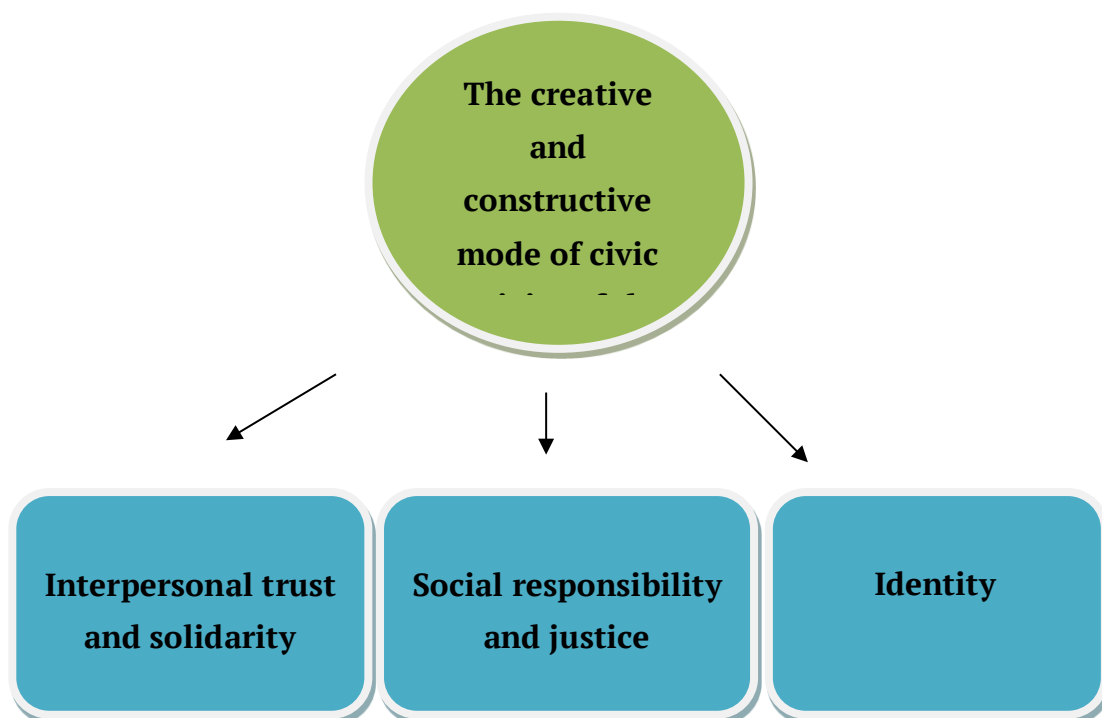 The creative
and
constructive
mode of civic
Interpersonal trust
and solidarity
Social responsibility
and justice
Identity